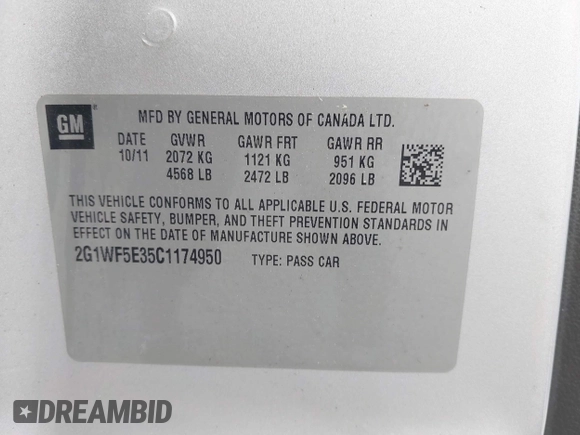 GM ®
MFD BY GENERAL MOTORS OF CANADA LTD.
DATE GVWR GAWR FRT GAWR RR
10/11 2072 KG 1121 KG 951 KG
4568 LB 2472 LB 2096 LB
THIS VEHICLE CONFORMS TO ALL APPLICABLE U.S. FEDERAL MOTOR
VEHICLE SAFETY, BUMPER, AND THEFT PREVENTION STANDARDS IN
EFFECT ON THE DATE OF MANUFACTURE SHOWN ABOVE.
2G1WF5E35C1174950 TYPE: PASS CAR
DREAMBID